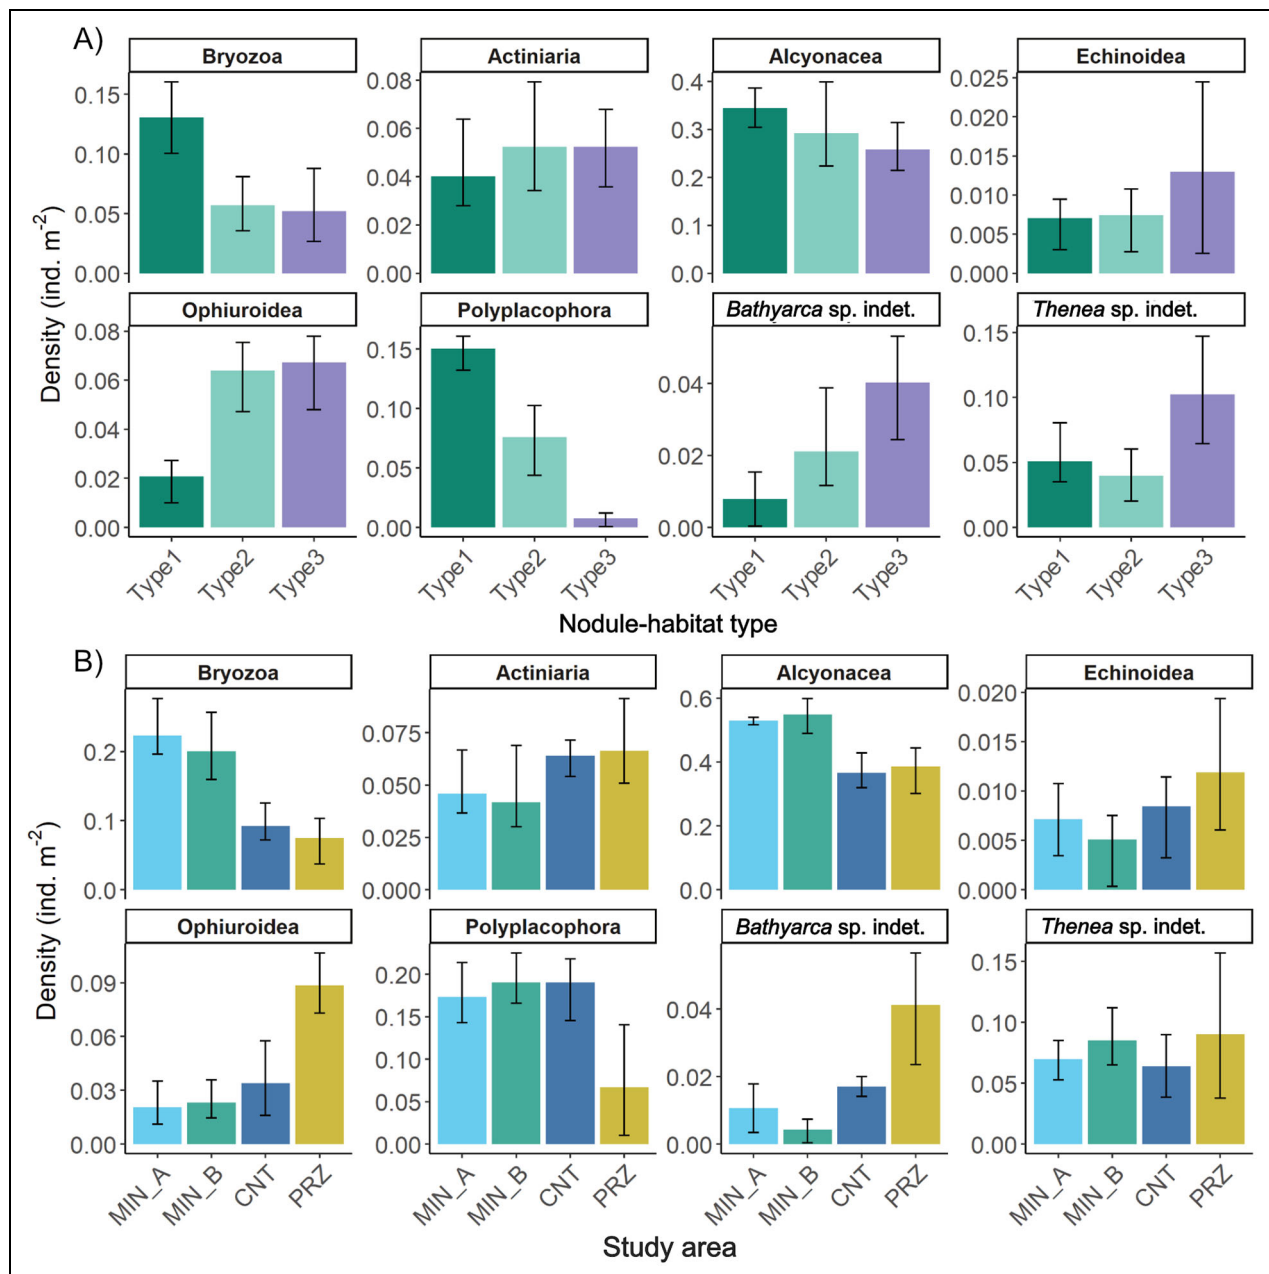 A)
Bryozoa Actiniaria Alcyonacea Echinoidea
0.15 0.10 0.05 0.00
0.08 0.06 0.04 0.02 0.00
0.4 0.3 0.2 0.1 0.0
0.025 0.020 0.015 0.010 0.005 0.000
Density (ind. m-2)
Ophiuroidea Polyplacophora Bathyarca sp. indet. Thenea sp. indet.
0.08 0.06 0.04 0.02 0.00
0.15 0.10 0.05 0.00
0.04 0.02 0.00
0.15 0.10 0.05 0.00
Type1 Type2 Type3 Type1 Type2 Type3 Type1 Type2 Type3 Type1 Type2 Type3
Nodule-habitat type
B)
Bryozoa Actiniaria Alcyonacea Echinoidea
0.2 0.1 0.0
0.075 0.050 0.025 0.000
0.6 0.4 0.2 0.0
0.020 0.015 0.010 0.005 0.000
Density (ind. m-2)
Ophiuroidea Polyplacophora Bathyarca sp. indet. Thenea sp. indet.
0.09 0.06 0.03 0.00
0.20 0.15 0.10 0.05 0.00
0.04 0.02 0.00
0.15 0.10 0.05 0.00
MIN_A MIN_B CNT PRZ MIN_A MIN_B CNT PRZ MIN_A MIN_B CNT PRZ MIN_A MIN_B CNT PRZ
Study area